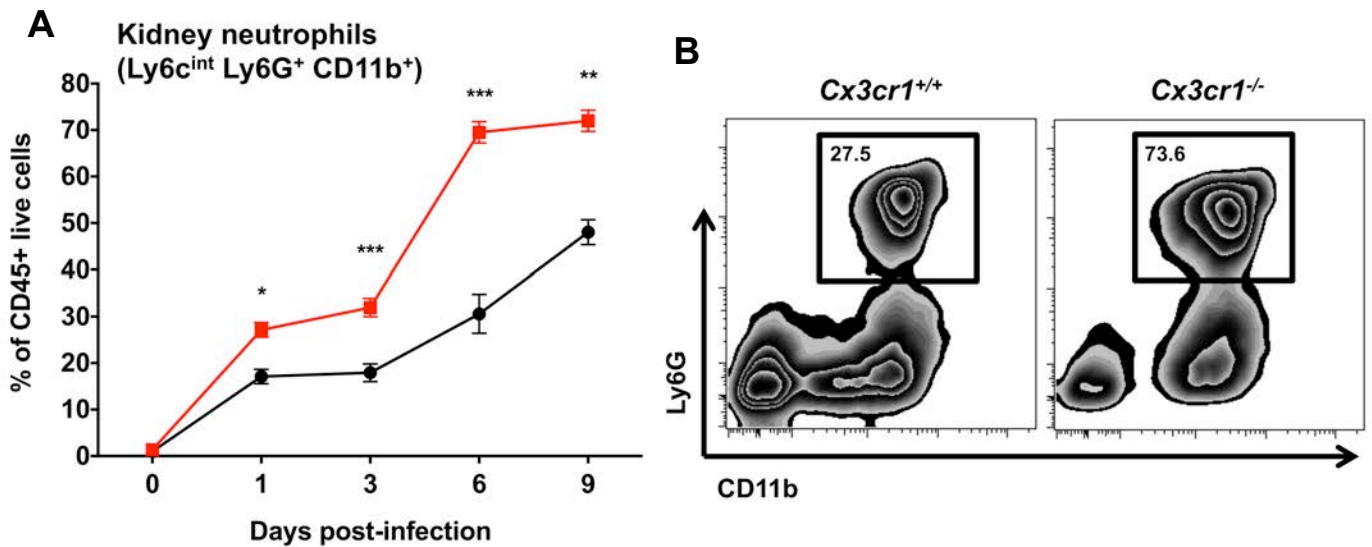 A
Kidney neutrophils
(Ly6c^int Ly6G^+ CD11b^+)
80
70
60
50
40
30
20
10
0
% of CD45+ live cells
*
***
***
**
0 1 3 6 9
Days post-infection
B
Cx3cr1^+/+ Cx3cr1^-/-
27.5 73.6
Ly6G
CD11b